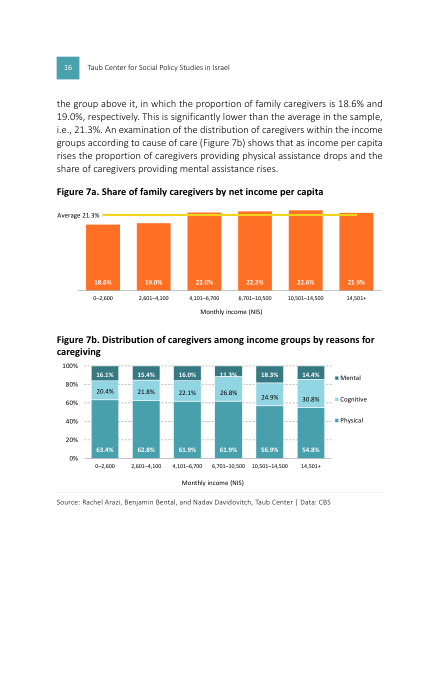 16 Taub Center for Social Policy Studies in Israel
the group above it, in which the proportion of family caregivers is 18.6% and
19.0%, respectively. This is significantly lower than the average in the sample,
i.e., 21.3%. An examination of the distribution of caregivers within the income
groups according to cause of care (Figure 7b) shows that as income per capita
rises the proportion of caregivers providing physical assistance drops and the
share of caregivers providing mental assistance rises.
Figure 7a. Share of family caregivers by net income per capita
Average 21.3%
18.6% 19.0% 22.0% 22.3% 22.6% 21.9%
0–2,600 2,601–4,100 4,101–6,700 6,701–10,500 10,501–14,500 14,501+
Monthly income (NIS)
Figure 7b. Distribution of caregivers among income groups by reasons for
caregiving
100%
80%
60%
40%
20%
0%
16.1% 15.4% 16.0% 11.3% 18.3% 14.4%
20.4% 21.8% 22.1% 26.8% 24.9% 30.8%
63.4% 62.8% 61.9% 61.9% 56.9% 54.8%
Mental
Cognitive
Physical
0–2,600 2,601–4,100 4,101–6,700 6,701–10,500 10,501–14,500 14,501+
Monthly income (NIS)
Source: Rachel Arazi, Benjamin Bental, and Nadav Davidovitch, Taub Center | Data: CBS